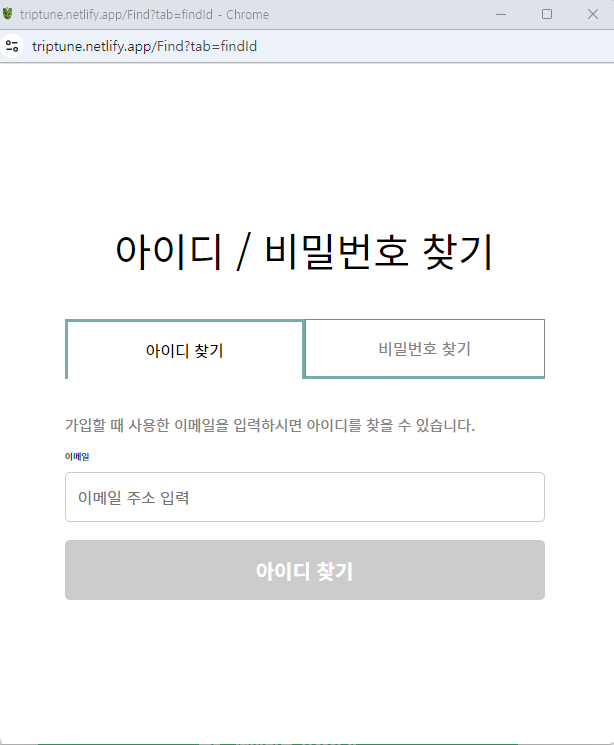 triptune.netlify.app/Find?tab=findId - Chrome
triptune.netlify.app/Find?tab=findId
아이디 / 비밀번호 찾기
아이디 찾기
비밀번호 찾기
가입할 때 사용한 이메일을 입력하시면 아이디를 찾을 수 있습니다.
이메일
이메일 주소 입력
아이디 찾기